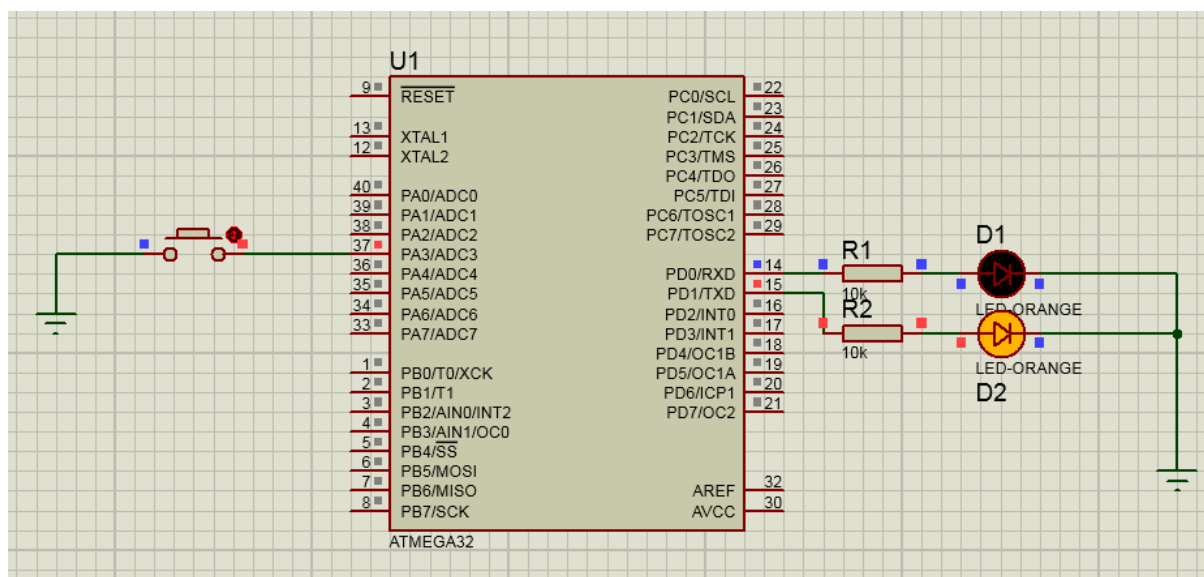 U1
9 RESET
13 XTAL1
12 XTAL2
40 PA0/ADC0
39 PA1/ADC1
38 PA2/ADC2
37 PA3/ADC3
36 PA4/ADC4
35 PA5/ADC5
34 PA6/ADC6
33 PA7/ADC7
1 PB0/T0/XCK
2 PB1/T1
3 PB2/AIN0/INT2
4 PB3/AIN1/OC0
5 PB4/SS
6 PB5/MOSI
7 PB6/MISO
8 PB7/SCK
PC0/SCL 22
PC1/SDA 23
PC2/TCK 24
PC3/TMS 25
PC4/TDO 26
PC5/TDI 27
PC6/TOSC1 28
PC7/TOSC2 29
PD0/RXD 14
PD1/TXD 15
PD2/INT0 16
PD3/INT1 17
PD4/OC1B 18
PD5/OC1A 19
PD6/ICP1 20
PD7/OC2 21
AREF 32
AVCC 30
ATMEGA32
R1
10k
R2
10k
D1
LED-ORANGE
LED-ORANGE
D2